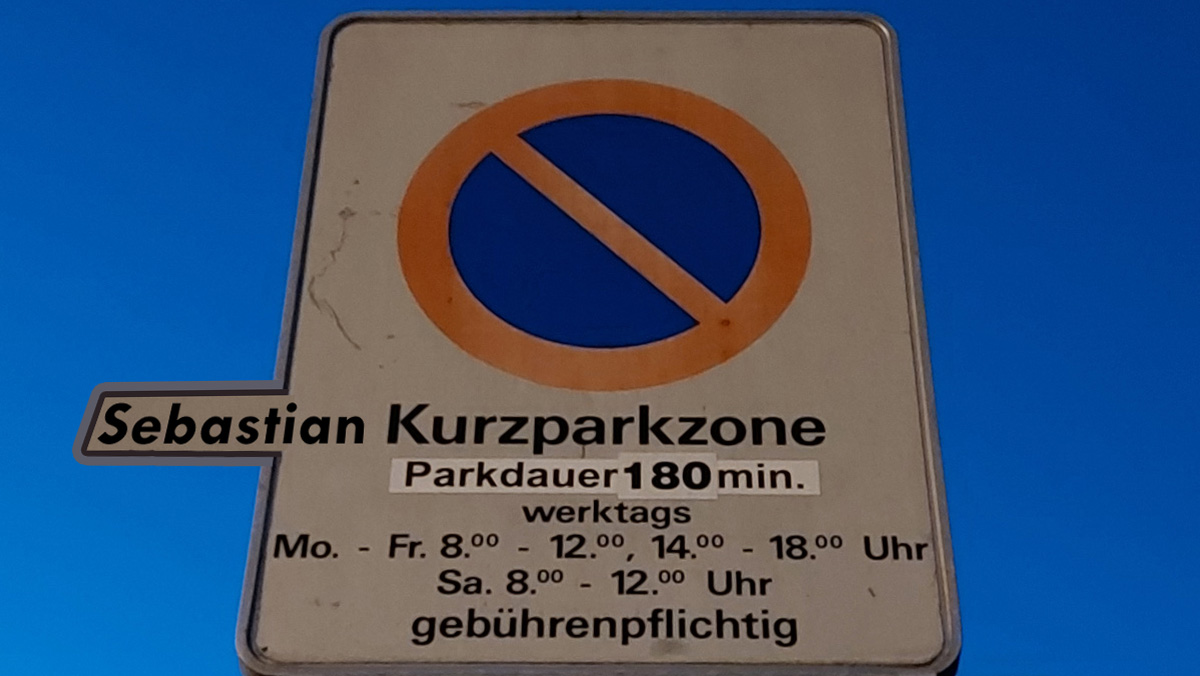 Sebastian Kurzparkzone
Parkdauer 180 min.
werktags
Mo. - Fr. 8.⁰⁰ - 12.⁰⁰, 14.⁰⁰ - 18.⁰⁰ Uhr
Sa. 8.⁰⁰ - 12.⁰⁰ Uhr
gebührenpflichtig